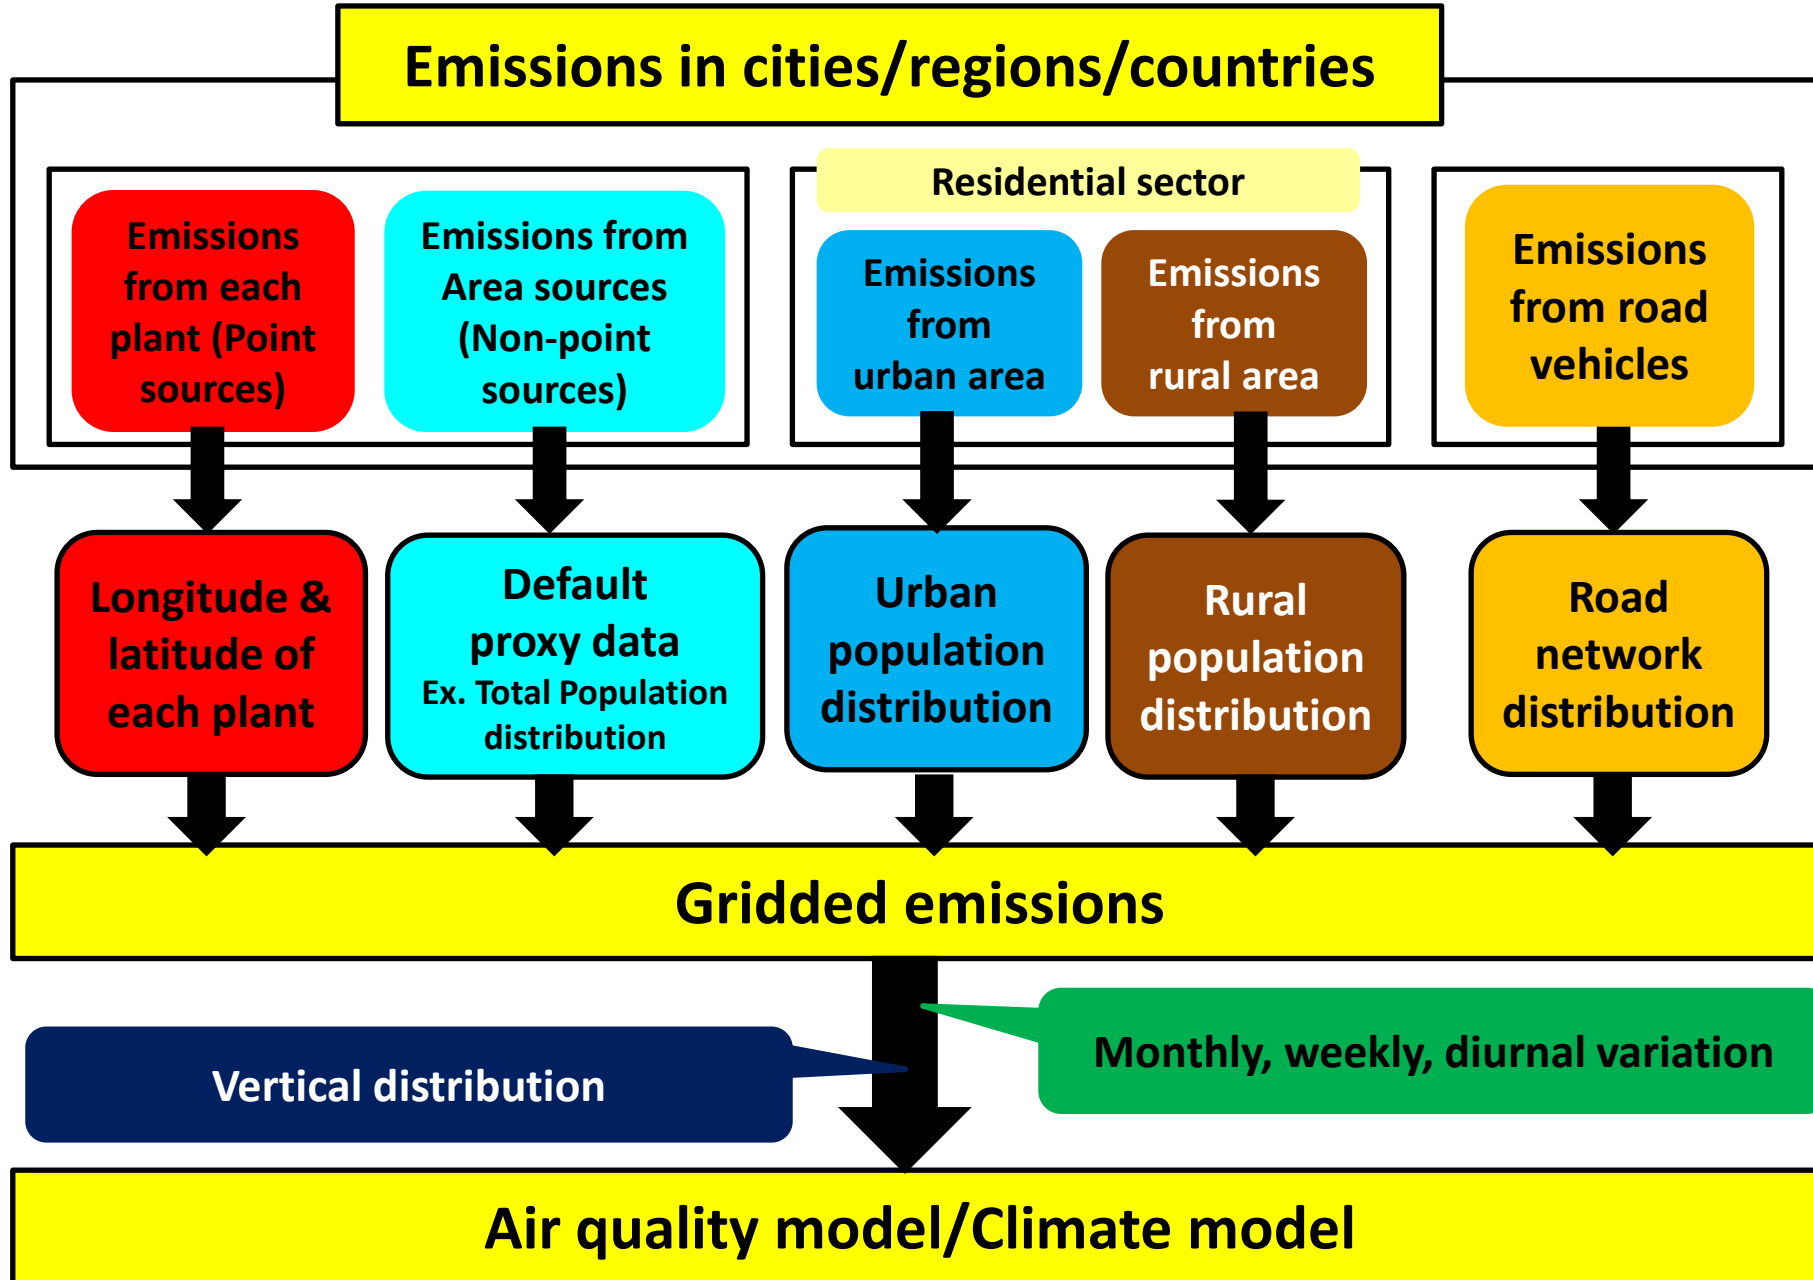 Emissions in cities/regions/countries
Emissions
from each
plant (Point
sources)
Emissions from
Area sources
(Non-point
sources)
Residential sector
Emissions
from
urban area
Emissions
from
rural area
Emissions
from road
vehicles
Longitude &
latitude of
each plant
Default
proxy data
Ex. Total Population
distribution
Urban
population
distribution
Rural
population
distribution
Road
network
distribution
Gridded emissions
Vertical distribution
Monthly, weekly, diurnal variation
Air quality model/Climate model